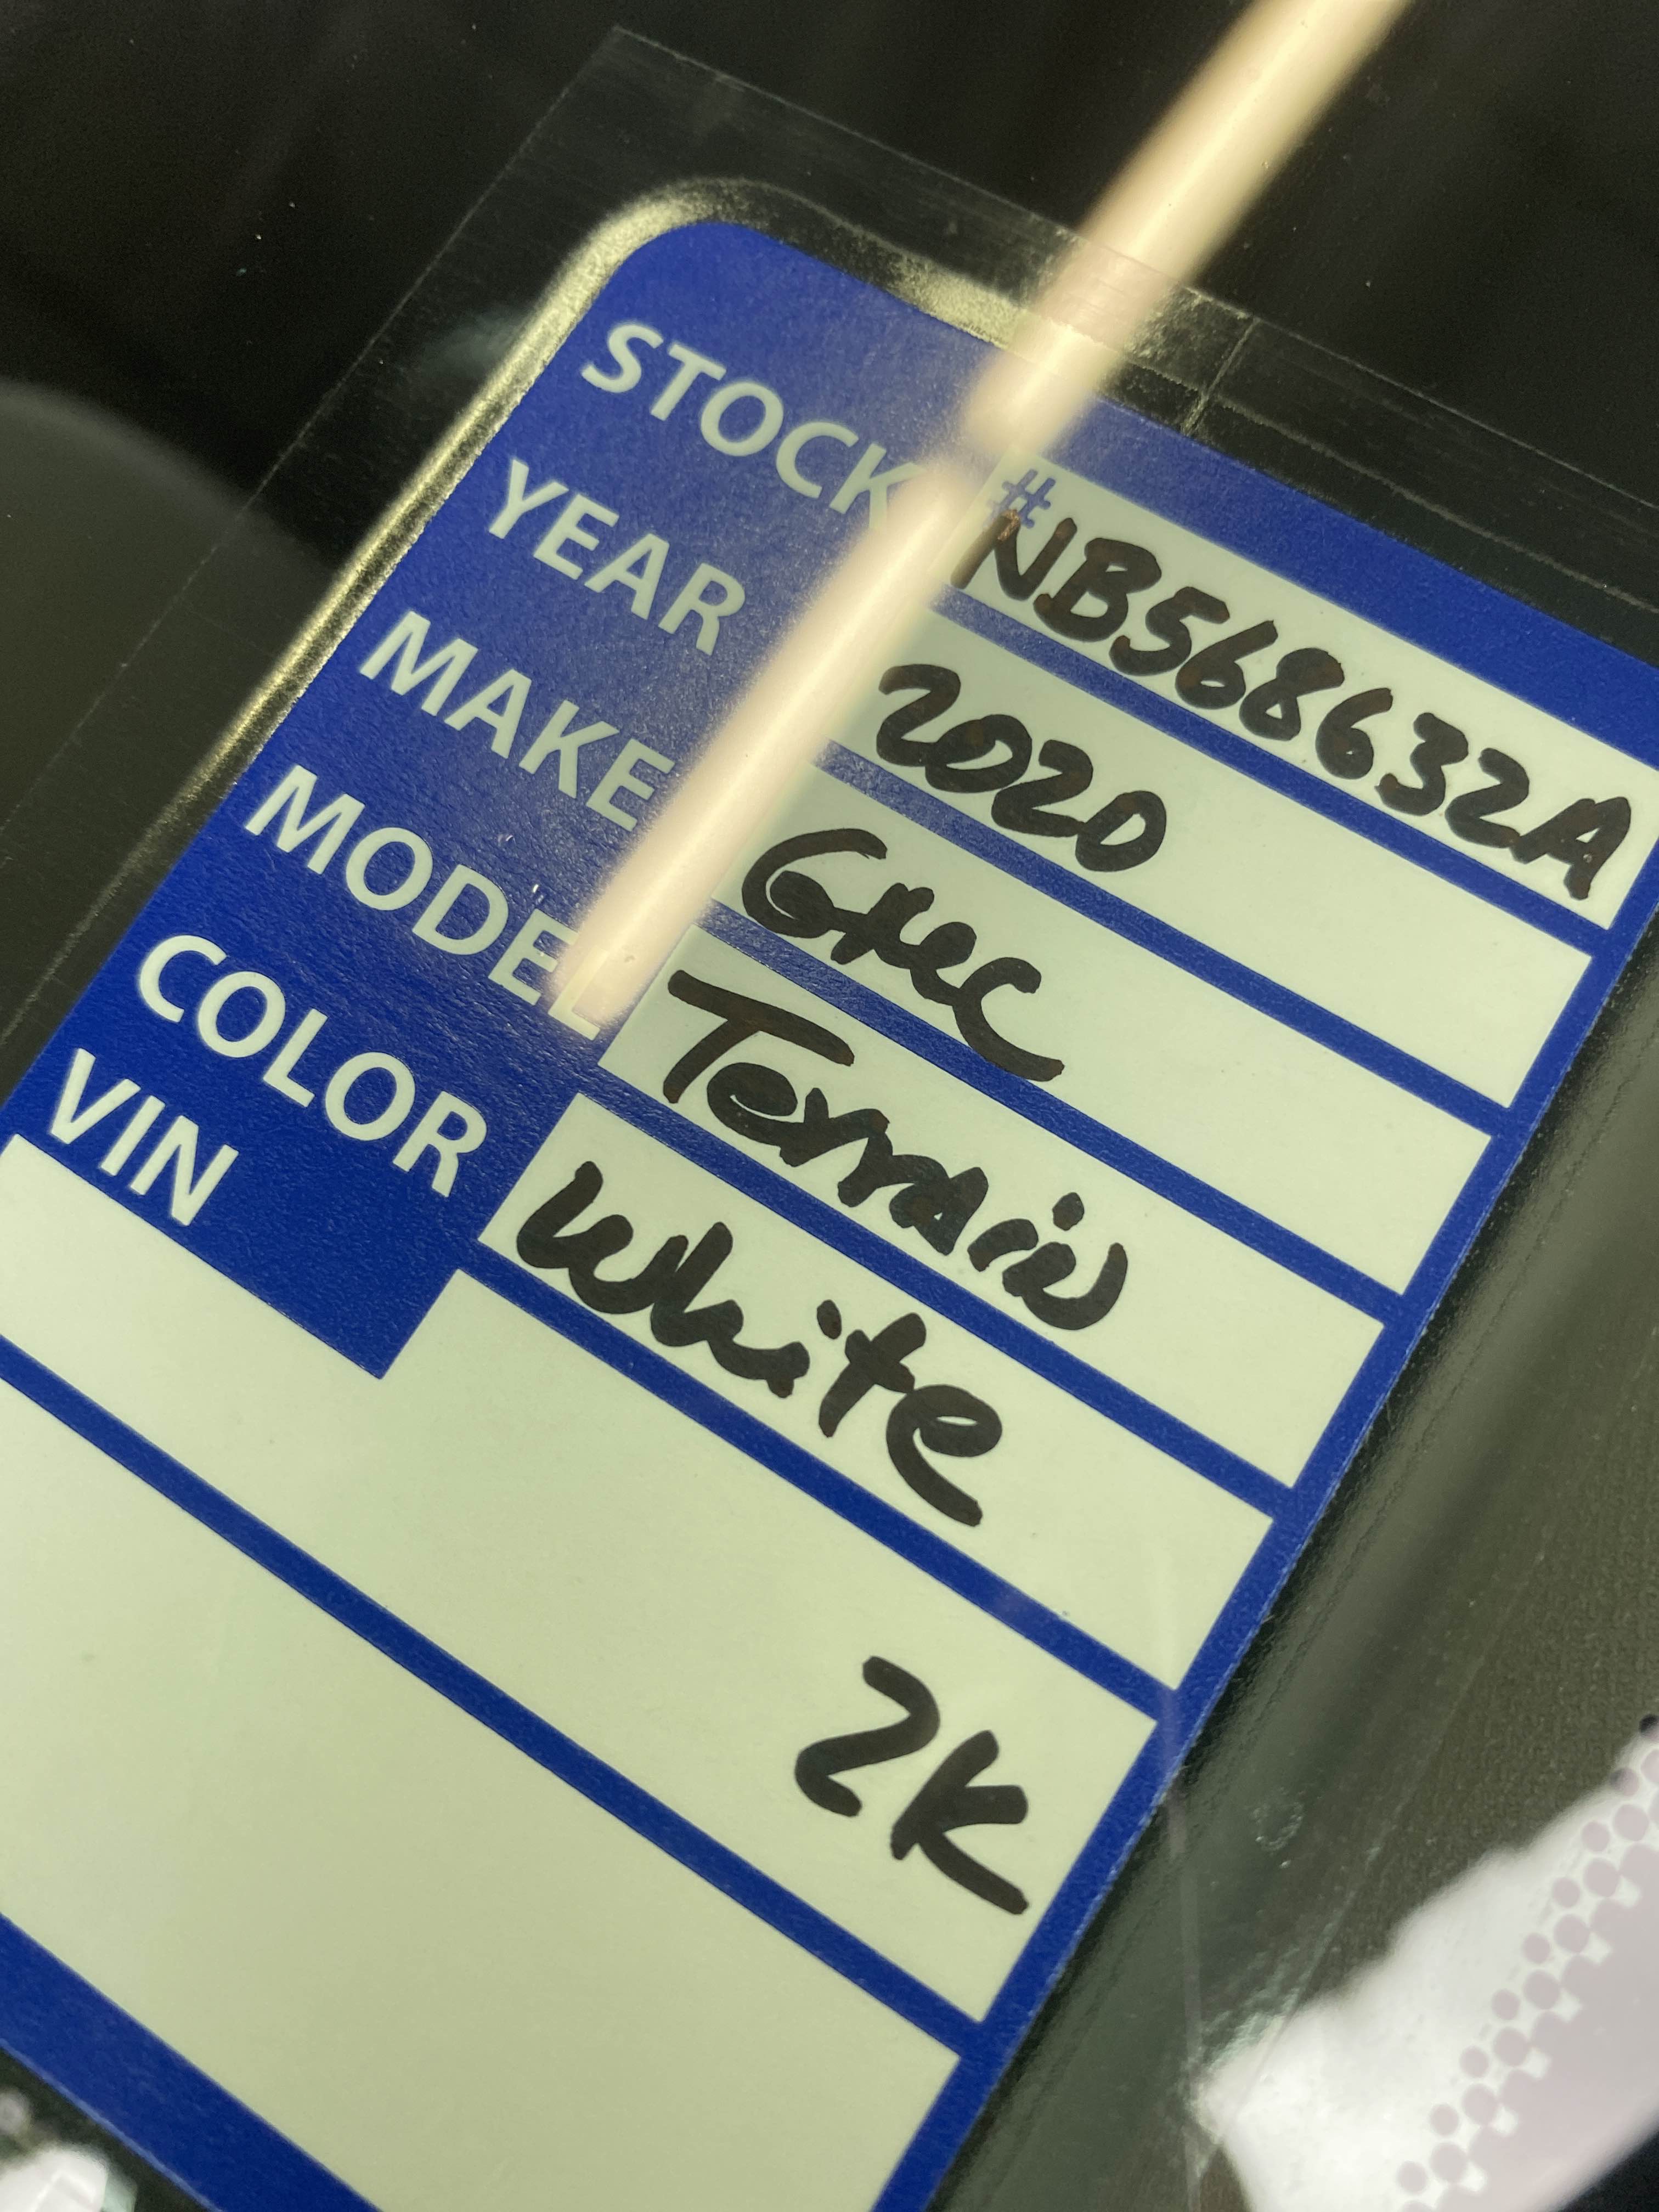 STOCK # NB568632A
YEAR 2020
MAKE GMC
MODEL Terrain
COLOR White
VIN
2K